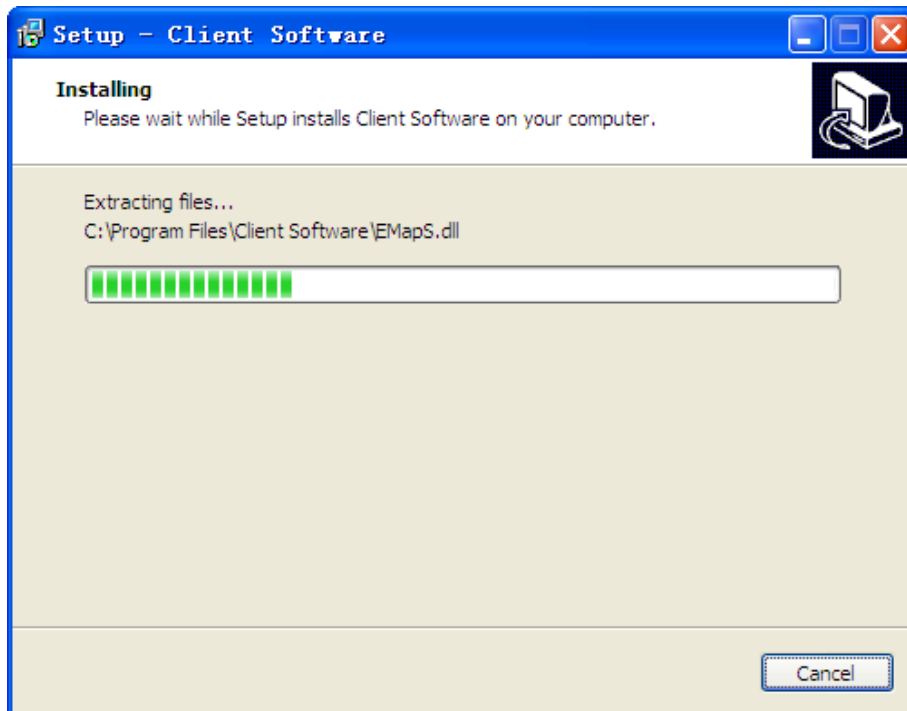 Setup - Client Software
Installing
Please wait while Setup installs Client Software on your computer.
Extracting files...
C:\Program Files\Client Software\EMapS.dll
Cancel